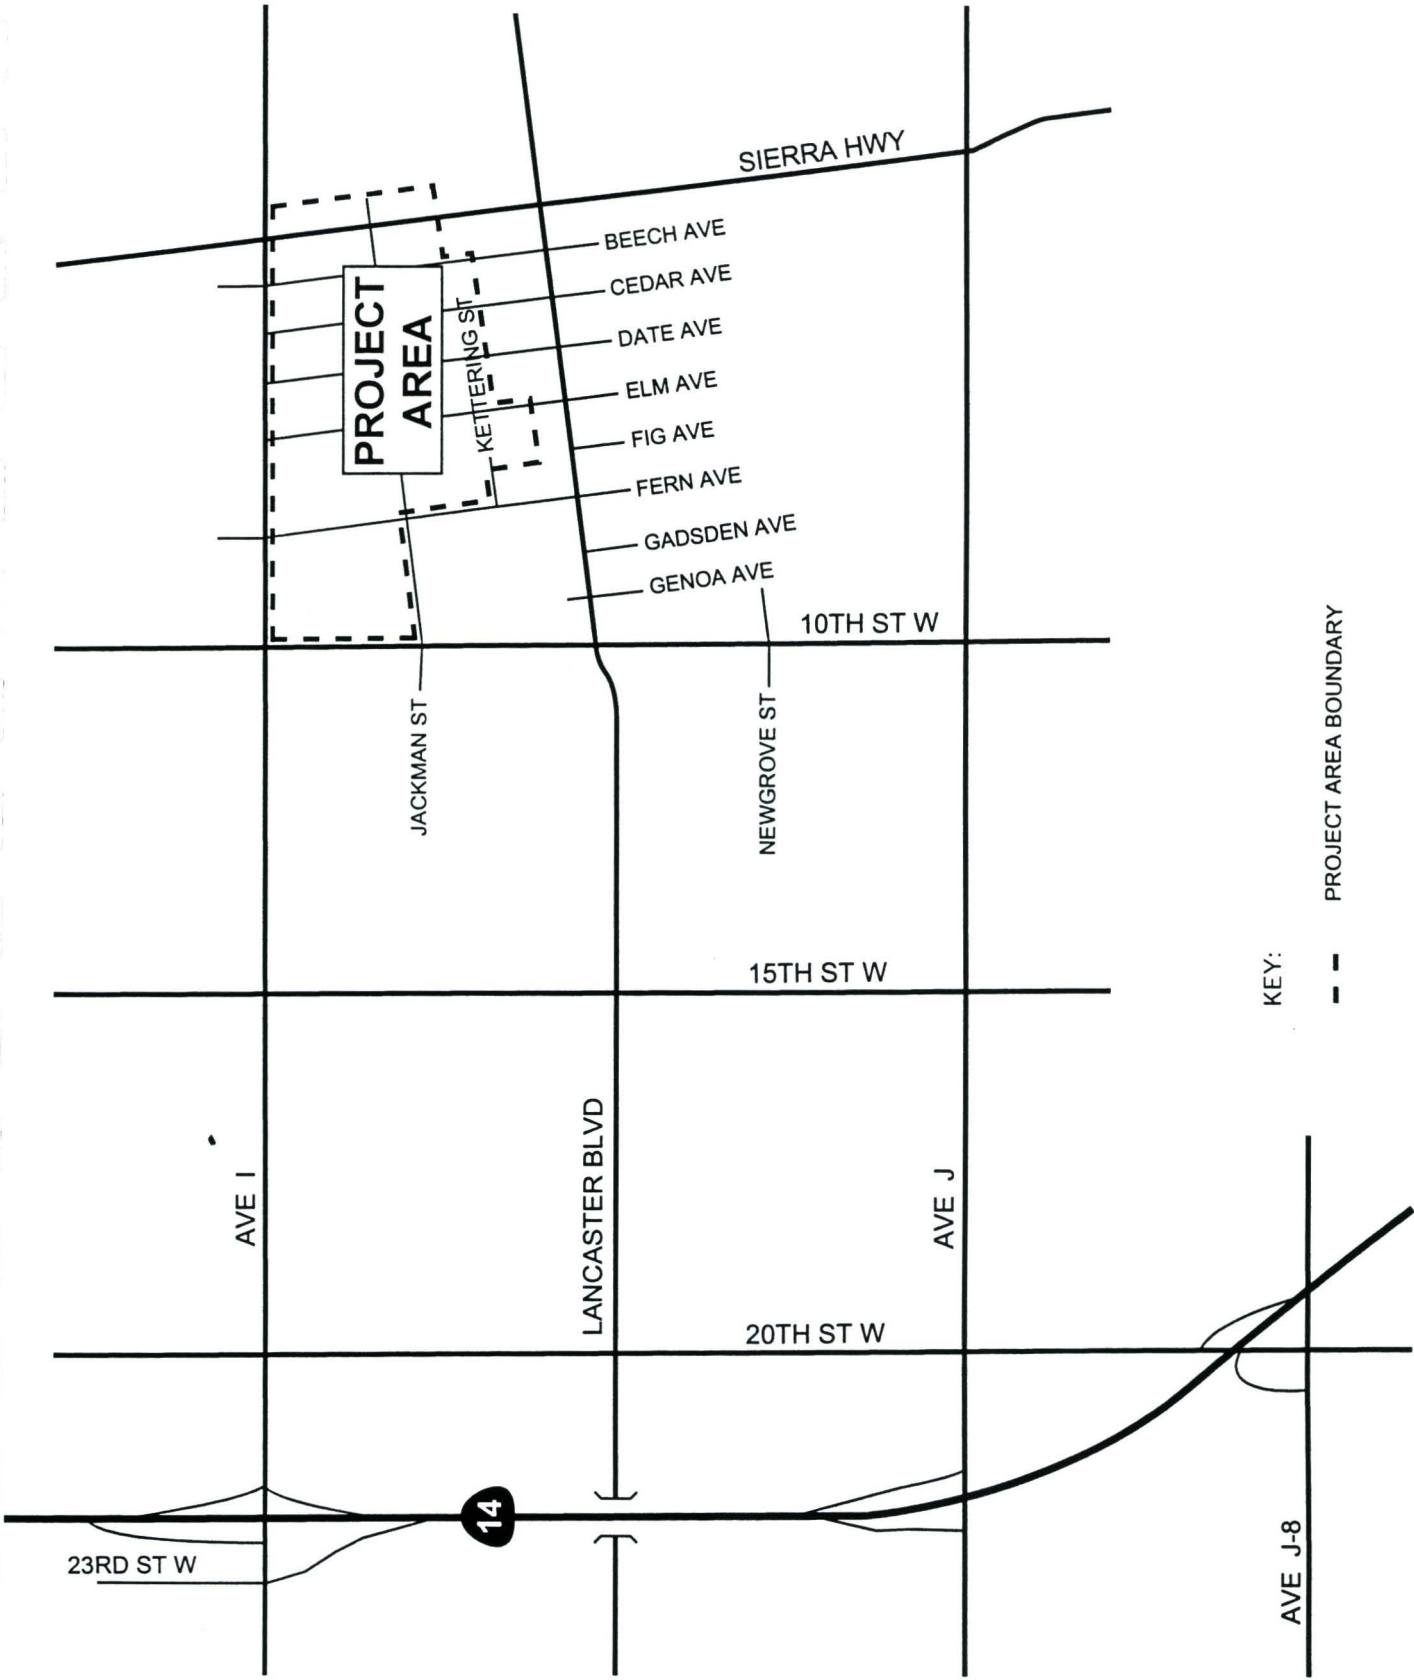 SIERRA HWY
BEECH AVE
CEDAR AVE
DATE AVE
ELM AVE
FIG AVE
FERN AVE
GADSDEN AVE
GENOA AVE
PROJECT
AREA
KETTERING ST
10TH ST W
JACKMAN ST
NEWGROVE ST
15TH ST W
AVE I
LANCASTER BLVD
AVE J
20TH ST W
14
23RD ST W
AVE J-8
KEY:
PROJECT AREA BOUNDARY